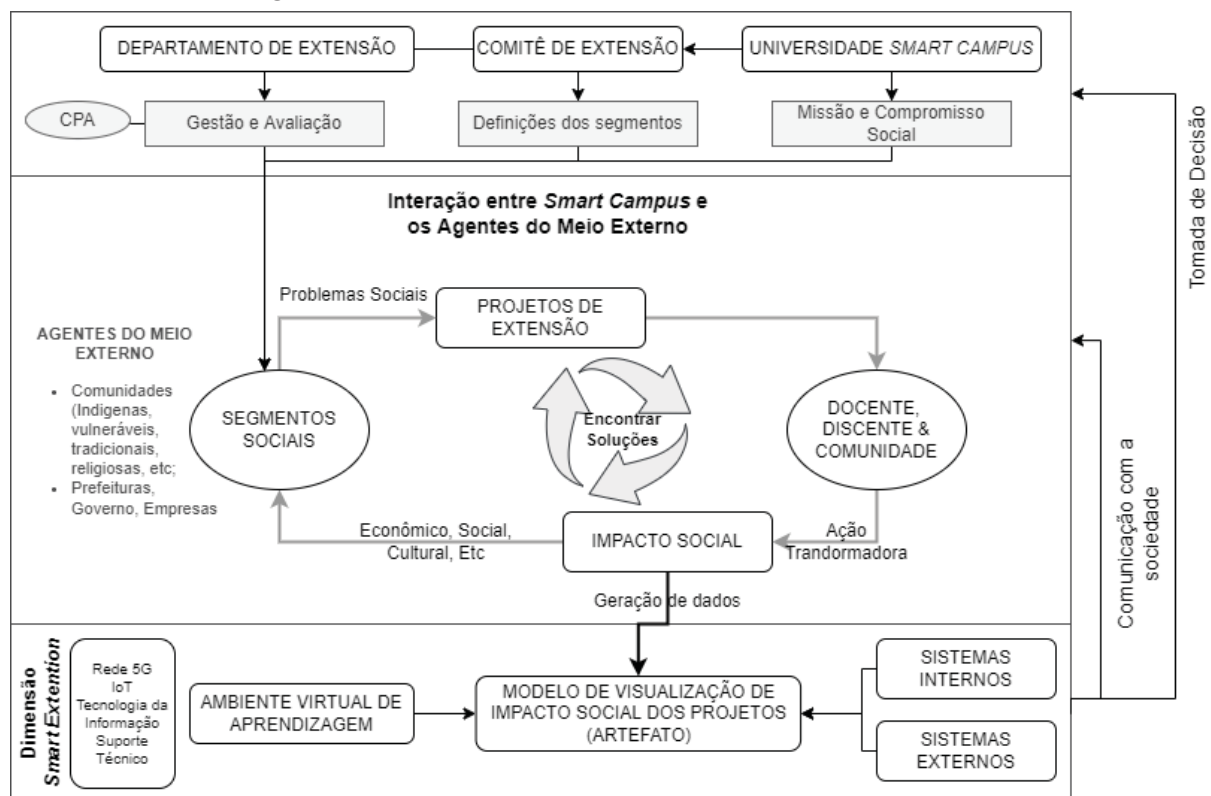 DEPARTAMENTO DE EXTENSÃO
COMITÊ DE EXTENSÃO
UNIVERSIDADE SMART CAMPUS
CPA
Gestão e Avaliação
Definições dos segmentos
Missão e Compromisso
Social
Tomada de Decisão
Interação entre Smart Campus e
os Agentes do Meio Externo
Problemas Sociais
PROJETOS DE
EXTENSÃO
AGENTES DO MEIO
EXTERNO
• Comunidades
(Indigenas,
vulneráveis,
tradicionais,
religiosas, etc;
• Prefeituras,
Governo, Empresas
SEGMENTOS
SOCIAIS
Encontrar
Soluções
DOCENTE,
DISCENTE &
COMUNIDADE
Econômico, Social,
Cultural, Etc
IMPACTO SOCIAL
Ação
Trandormadora
Comunicação com a
sociedade
Geração de dados
Dimensão
SmartExtention
Rede 5G
IoT
Tecnologia da
Informação
Suporte
Técnico
AMBIENTE VIRTUAL DE
APRENDIZAGEM
MODELO DE VISUALIZAÇÃO DE
IMPACTO SOCIAL DOS PROJETOS
(ARTEFATO)
SISTEMAS
INTERNOS
SISTEMAS
EXTERNOS